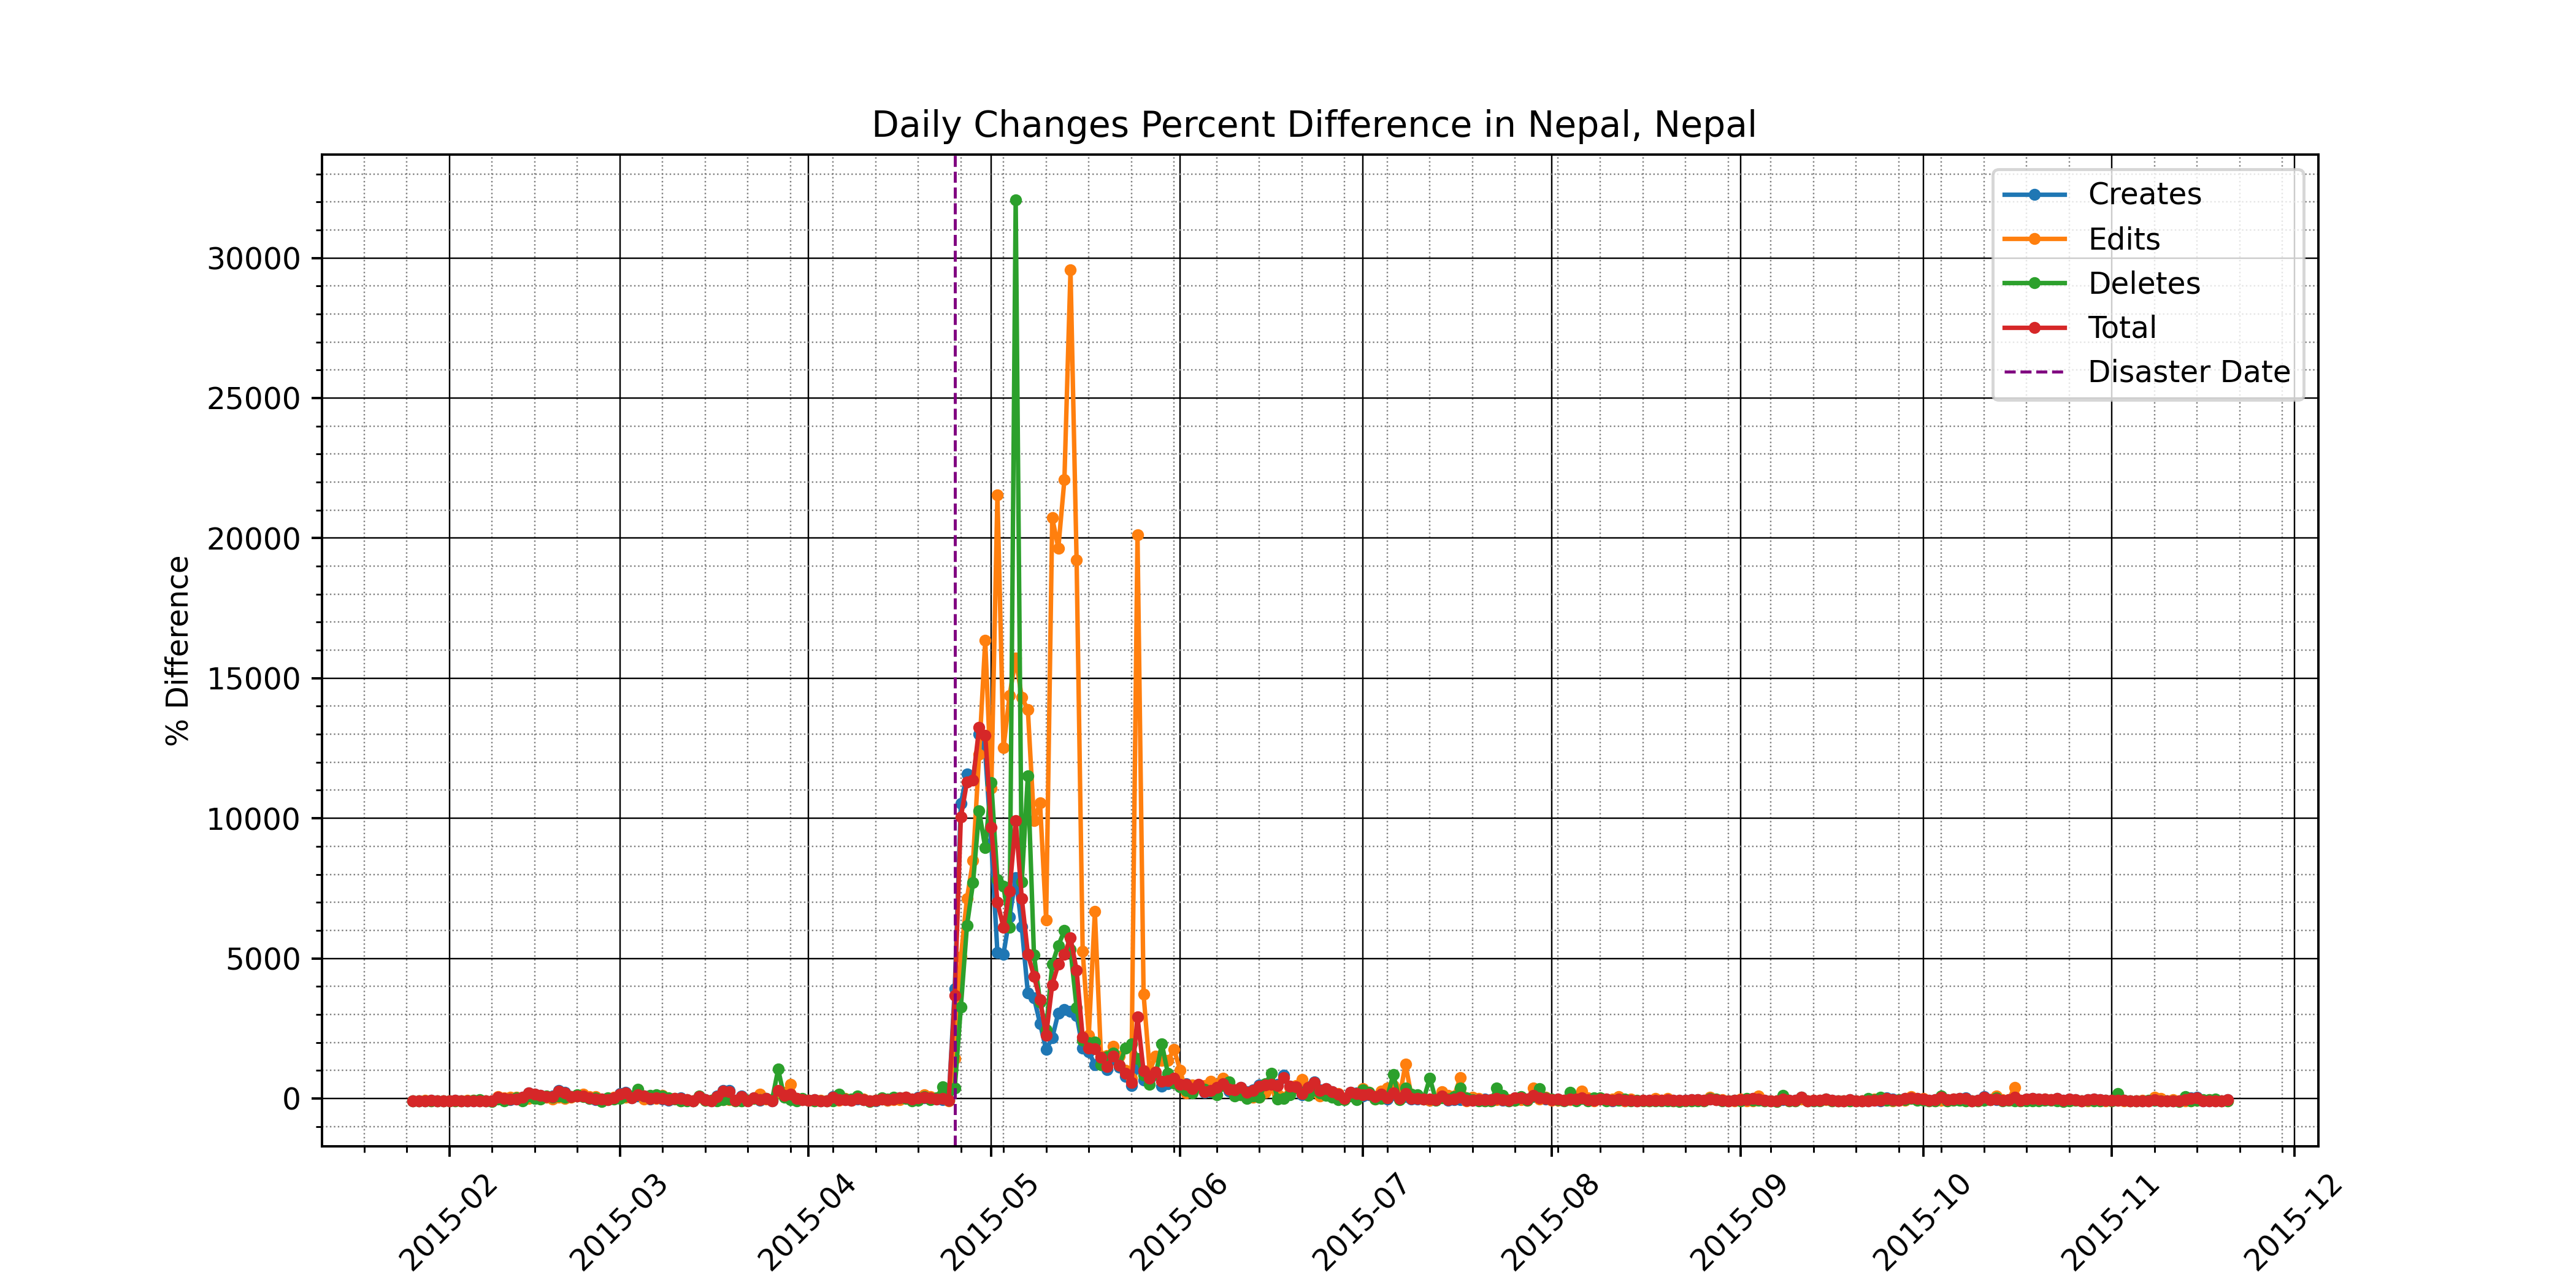 Daily Changes Percent Difference in Nepal, Nepal
Creates
Edits
Deletes
Total
Disaster Date
% Difference
30000
25000
20000
15000
10000
5000
0
2015-02
2015-03
2015-04
2015-05
2015-06
2015-07
2015-08
2015-09
2015-10
2015-11
2015-12